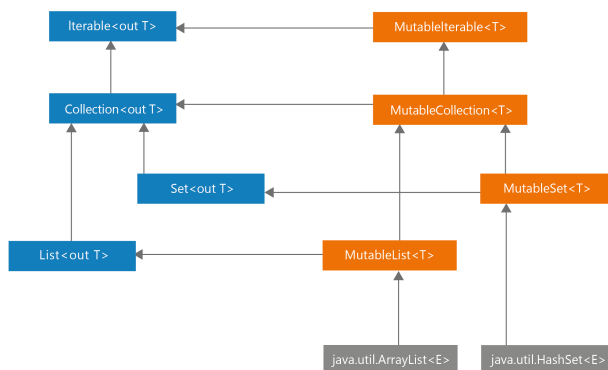 Iterable<out T>
MutableIterable<T>
Collection<out T>
MutableCollection<T>
Set<out T>
MutableSet<T>
List<out T>
MutableList<T>
java.util.ArrayList<E>
java.util.HashSet<E>